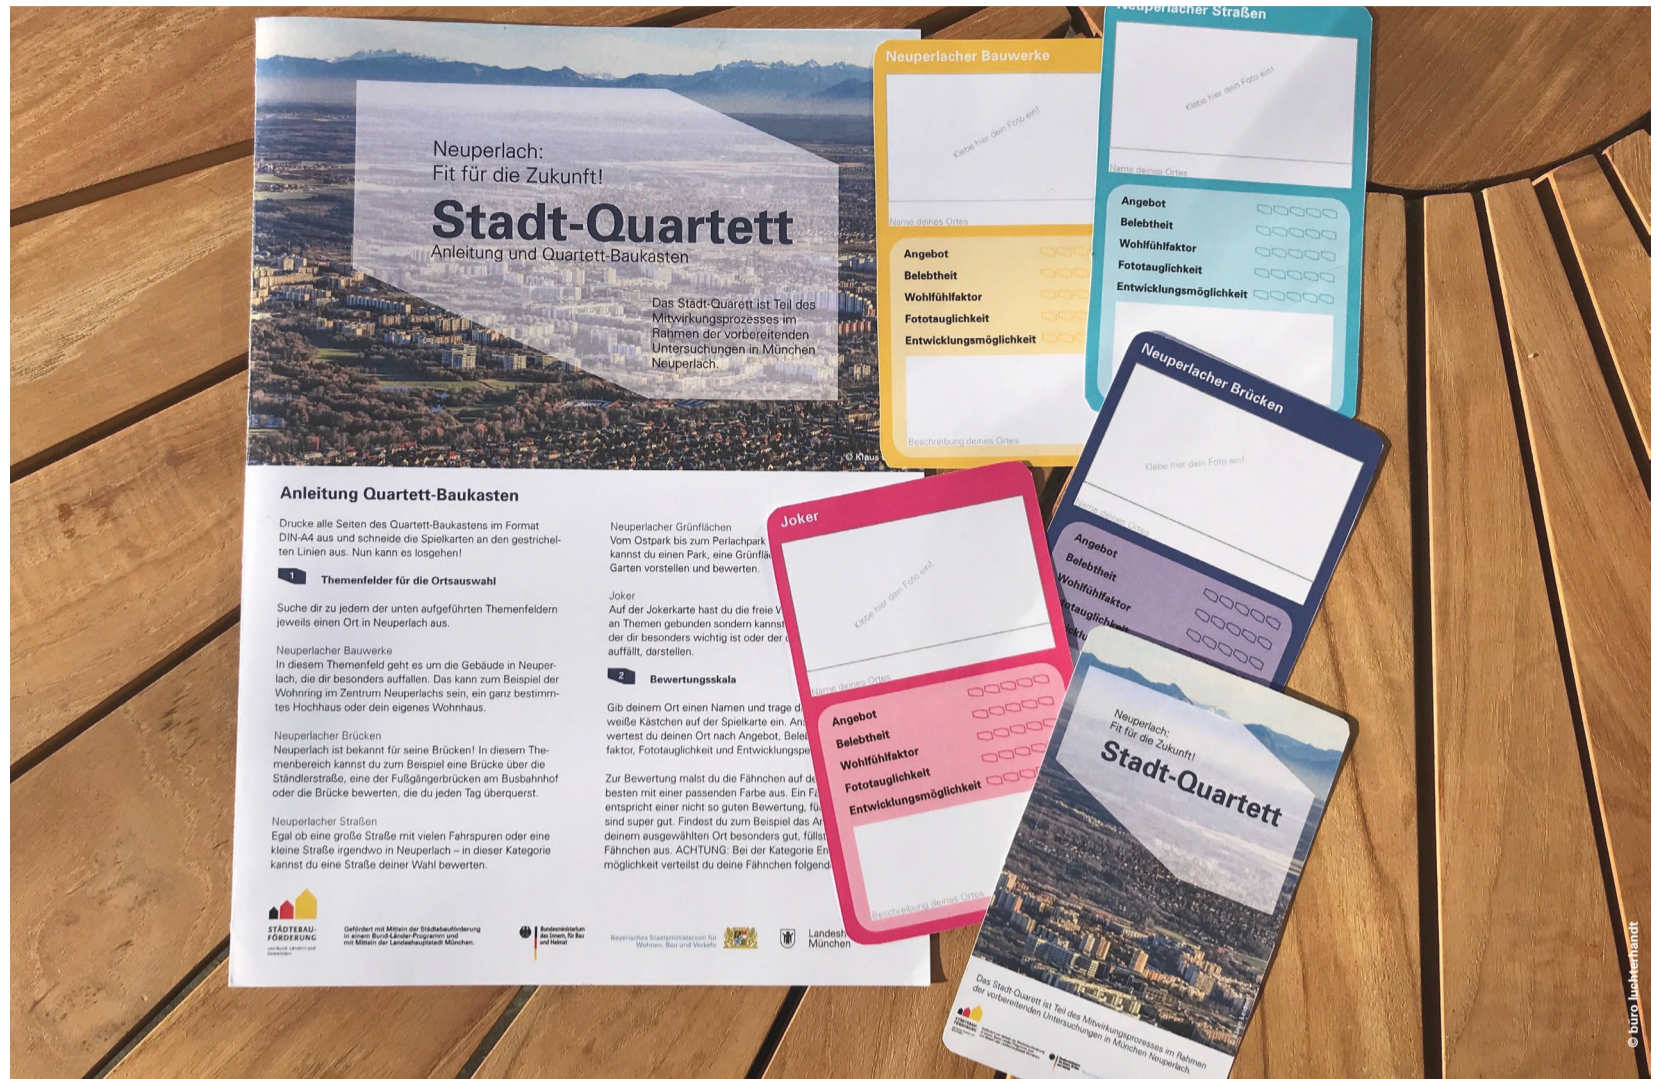 Neuperlach:
Fit für die Zukunft!
Stadt-Quartett
Anleitung und Quartett-Baukasten
Das Stadt-Quarett ist Teil des
Mitwirkungsprozesses im
Rahmen der vorbereitenden
Untersuchungen in München
Neuperlach.
© Klaus
Anleitung Quartett-Baukasten
Drucke alle Seiten des Quartett-Baukastens im Format
DIN-A4 aus und schneide die Spielkarten an den gestrichel-
ten Linien aus. Nun kann es losgehen!
1 Themenfelder für die Ortsauswahl
Suche dir zu jedem der unten aufgeführten Themenfeldern
jeweils einen Ort in Neuperlach aus.
Neuperlacher Bauwerke
In diesem Themenfeld geht es um die Gebäude in Neuper-
lach, die dir besonders auffallen. Das kann zum Beispiel der
Wohnring im Zentrum Neuperlachs sein, ein ganz bestimm-
tes Hochhaus oder dein eigenes Wohnhaus.
Neuperlacher Brücken
Neuperlach ist bekannt für seine Brücken! In diesem The-
menbereich kannst du zum Beispiel eine Brücke über die
Ständlerstraße, eine der Fußgängerbrücken am Busbahnhof
oder die Brücke bewerten, die du jeden Tag überquerst.
Neuperlacher Straßen
Egal ob eine große Straße mit vielen Fahrspuren oder eine
kleine Straße irgendwo in Neuperlach – in dieser Kategorie
kannst du eine Straße deiner Wahl bewerten.
Neuperlacher Grünflächen
Vom Ostpark bis zum Perlachpark
kannst du einen Park, eine Grünflä
Garten vorstellen und bewerten.
Joker
Auf der Jokerkarte hast du die freie
an Themen gebunden sondern kannst
der dir besonders wichtig ist oder der
auffällt, darstellen.
2 Bewertungsskala
Gib deinem Ort einen Namen und trage
weiße Kästchen auf der Spielkarte ein.
wertest du deinen Ort nach Angebot,
faktor, Fototauglichkeit und Entwicklungspe
Zur Bewertung malst du die Fähnchen auf
besten mit einer passenden Farbe aus. Ein
entspricht einer nicht so guten Bewertung,
sind super gut. Findest du zum Beispiel das
deinem ausgewählten Ort besonders gut, füllst
Fähnchen aus. ACHTUNG: Bei der Kategorie
möglichkeit verteilst du deine Fähnchen folgend
STÄDTEBAU-
FÖRDERUNG
von Bund, Ländern und
Gemeinden
Gefördert mit Mitteln der Städtebauförderung
in einem Bund-Länder-Programm und
mit Mitteln der Landeshauptstadt München.
Bundesministerium
des Innern, für Bau
und Heimat
Bayerisches Staatsministerium für
Wohnen, Bau und Verkehr
Landesh
München
Neuperlacher Bauwerke
Klebe hier dein Foto ein!
Name deines Ortes
Angebot
Belebtheit
Wohlfühlfaktor
Fototauglichkeit
Entwicklungsmöglichkeit
Beschreibung deines Ortes
Neuperlacher Straßen
Klebe hier dein Foto ein!
Name deines Ortes
Angebot
Belebtheit
Wohlfühlfaktor
Fototauglichkeit
Entwicklungsmöglichkeit
Neuperlacher Brücken
Klebe hier dein Foto ein!
Name deines Ortes
Angebot
Belebtheit
Wohlfühlfaktor
Joker
Klebe hier dein Foto ein!
Name deines Ortes
Angebot
Belebtheit
Wohlfühlfaktor
Fototauglichkeit
Entwicklungsmöglichkeit
Beschreibung deines Ortes
Neuperlach:
Fit für die Zukunft!
Stadt-Quartett
Das Stadt-Quarett ist Teil des Mitwirkungsprozesses im Rahmen
der vorbereitenden Untersuchungen in München Neuperlach.
© büro luchterhandt